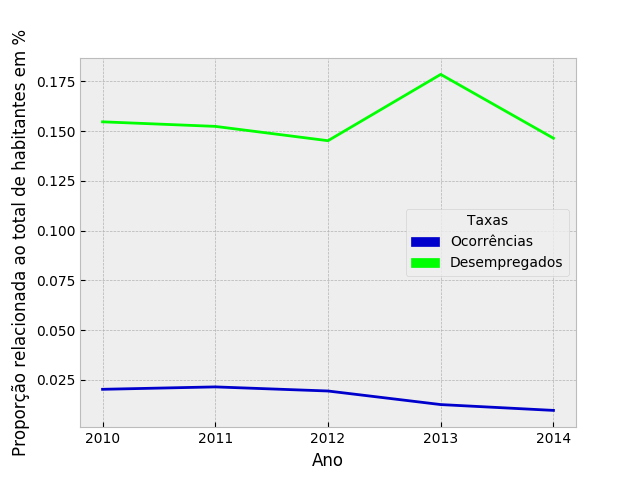 Proporção relacionada ao total de habitantes em %
0.175
0.150
0.125
0.100
0.075
0.050
0.025
Taxas
Ocorrências
Desempregados
2010 2011 2012 2013 2014
Ano